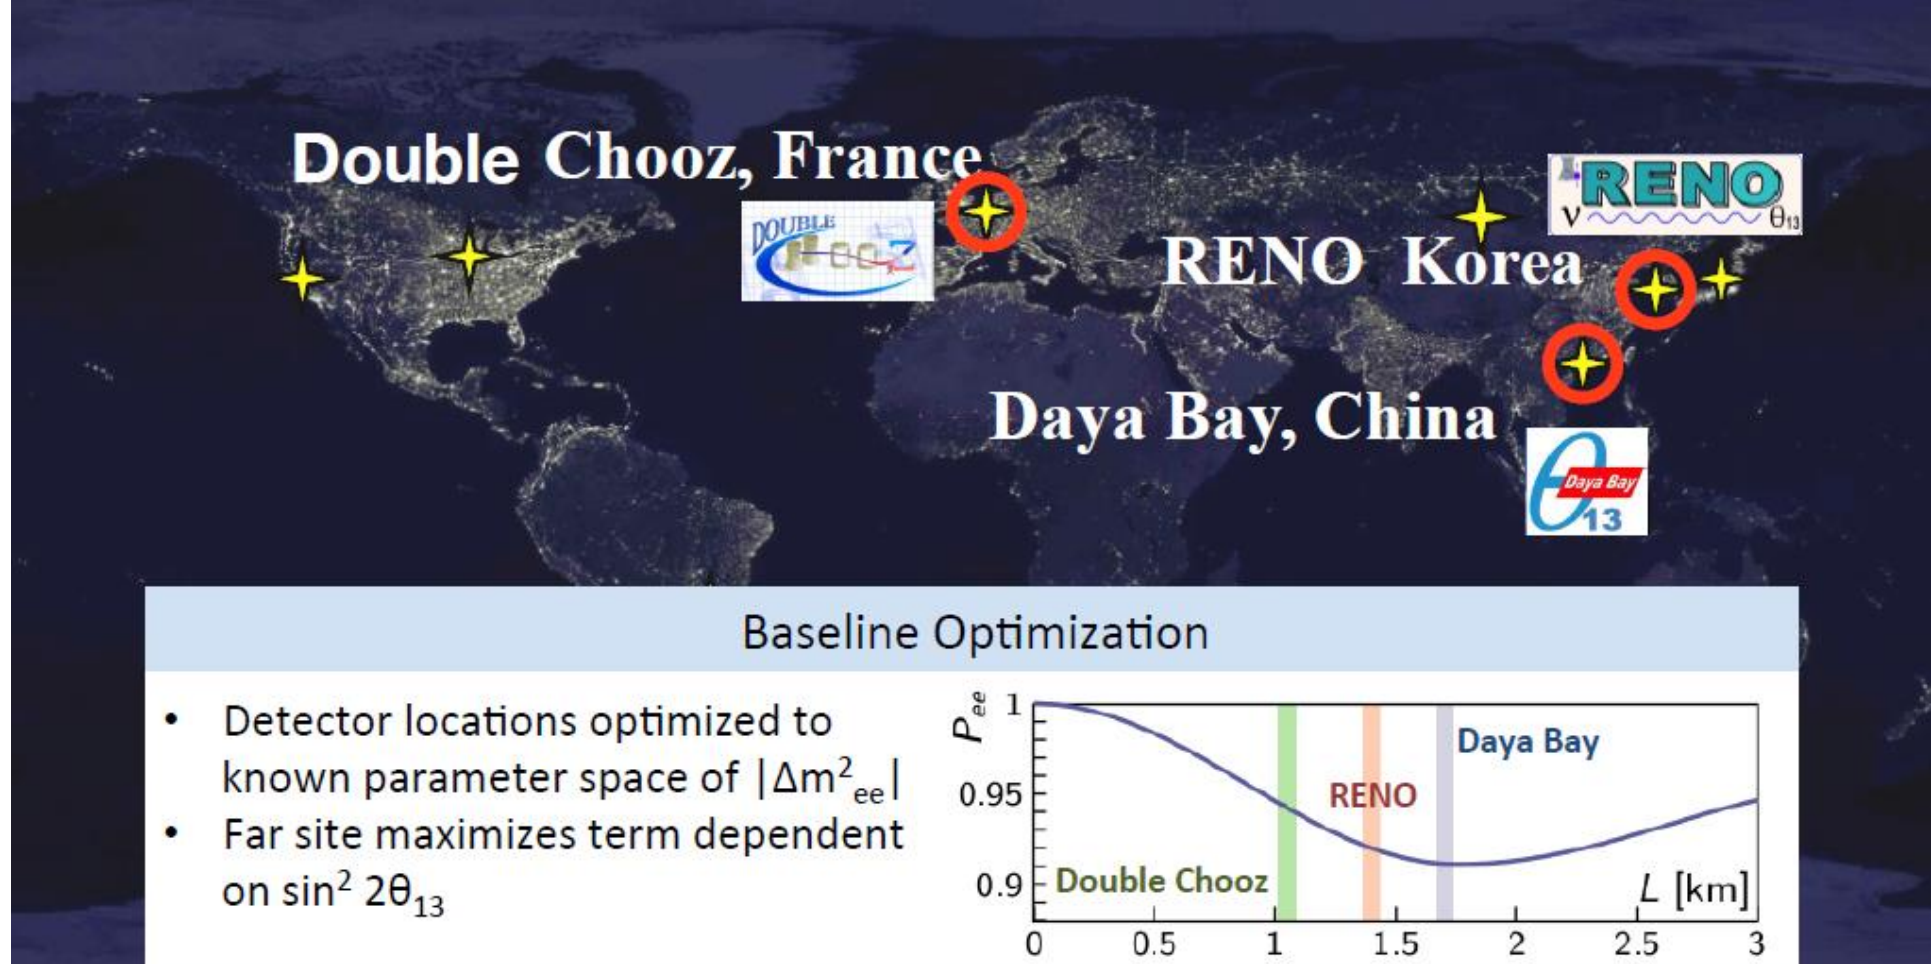 Double Chooz, France
DOUBLE
RENO
ν θ₁₃
RENO Korea
Daya Bay, China
Daya Bay
θ 13
Baseline Optimization
• Detector locations optimized to
known parameter space of |Δm²ₑₑ|
• Far site maximizes term dependent
on sin² 2θ₁₃
Pₑₑ
1
0.95
0.9
Daya Bay
RENO
Double Chooz
L [km]
0 0.5 1 1.5 2 2.5 3